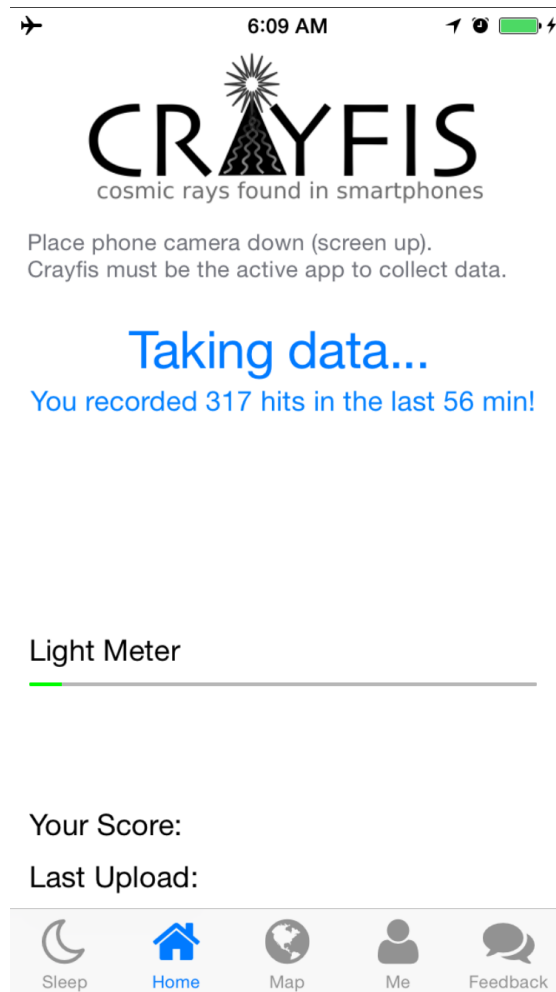 6:09 AM
CRAYFIS
cosmic rays found in smartphones
Place phone camera down (screen up).
Crayfis must be the active app to collect data.
Taking data...
You recorded 317 hits in the last 56 min!
Light Meter
Your Score:
Last Upload:
Sleep Home Map Me Feedback